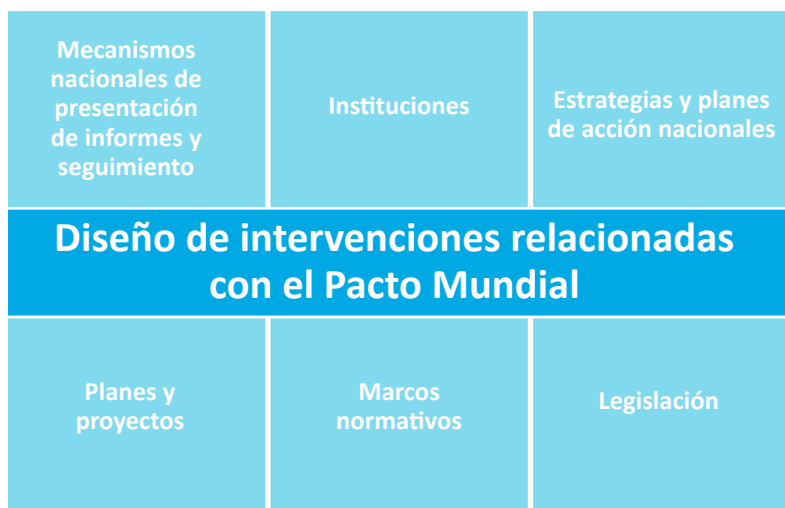 Mecanismos
nacionales de
presentación
de informes y
seguimiento
Instituciones
Estrategias y planes
de acción nacionales
Diseño de intervenciones relacionadas
con el Pacto Mundial
Planes y
proyectos
Marcos
normativos
Legislación